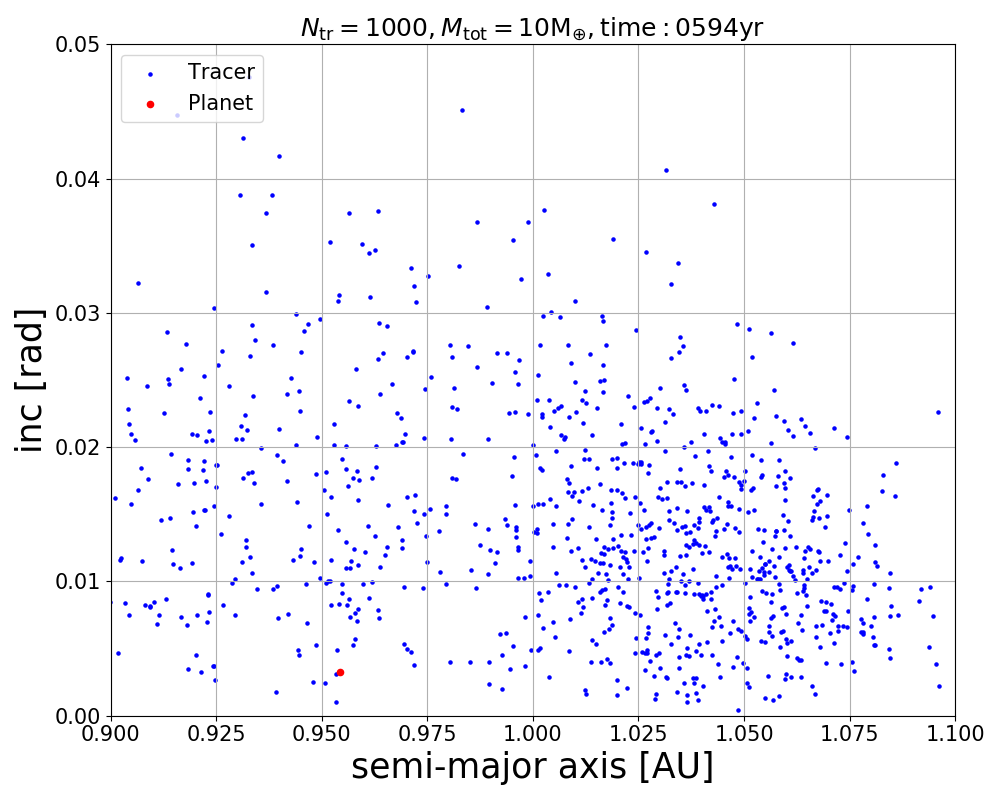 N_tr = 1000, M_tot = 10M_⊕, time : 0594yr
Tracer
Planet
0.05
0.04
0.03
0.02
0.01
0.00
inc [rad]
0.900 0.925 0.950 0.975 1.000 1.025 1.050 1.075 1.100
semi-major axis [AU]